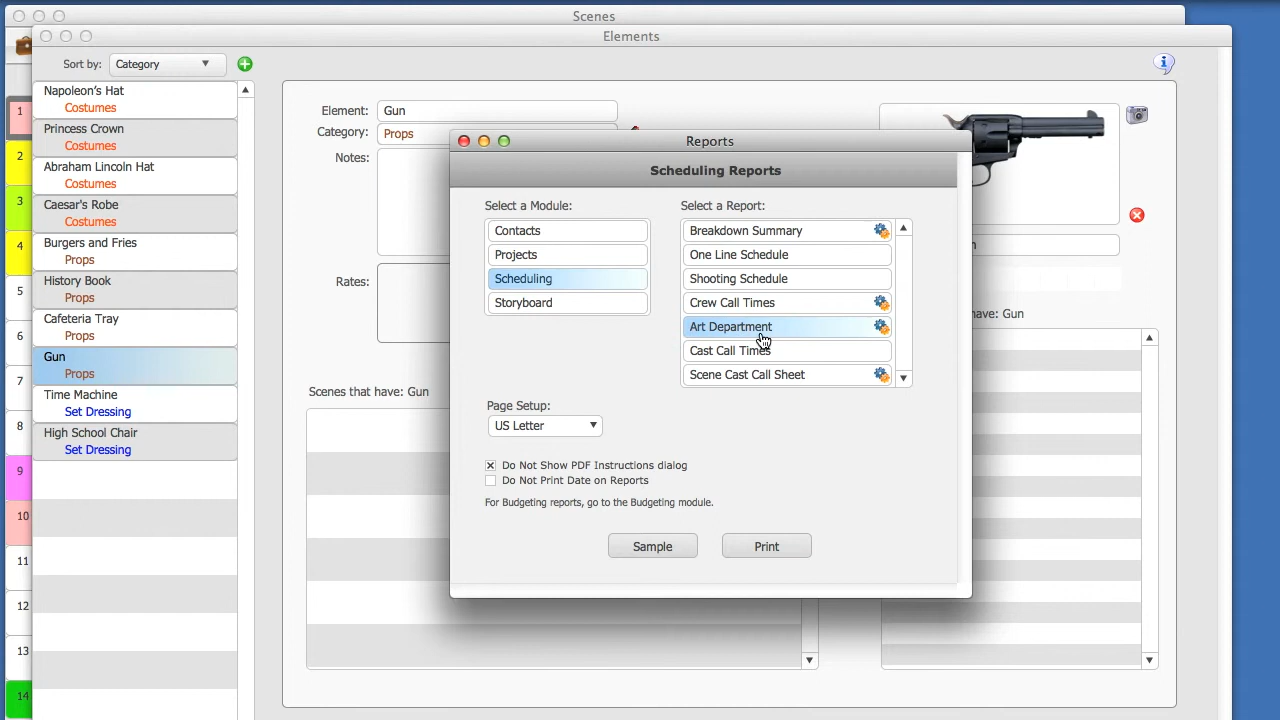 Scenes
Elements
Sort by: Category
Napoleon's Hat
Costumes
Princess Crown
Costumes
Abraham Lincoln Hat
Costumes
Caesar's Robe
Costumes
Burgers and Fries
Props
History Book
Props
Cafeteria Tray
Props
Gun
Props
Time Machine
Set Dressing
High School Chair
Set Dressing
1
2
3
4
5
6
7
8
9
10
11
12
13
14
Element: Gun
Category: Props
Notes:
Rates:
Scenes that have: Gun
have: Gun
Reports
Scheduling Reports
Select a Module:
Contacts
Projects
Scheduling
Storyboard
Select a Report:
Breakdown Summary
One Line Schedule
Shooting Schedule
Crew Call Times
Art Department
Cast Call Times
Scene Cast Call Sheet
Page Setup:
US Letter
Do Not Show PDF Instructions dialog
Do Not Print Date on Reports
For Budgeting reports, go to the Budgeting module.
Sample
Print